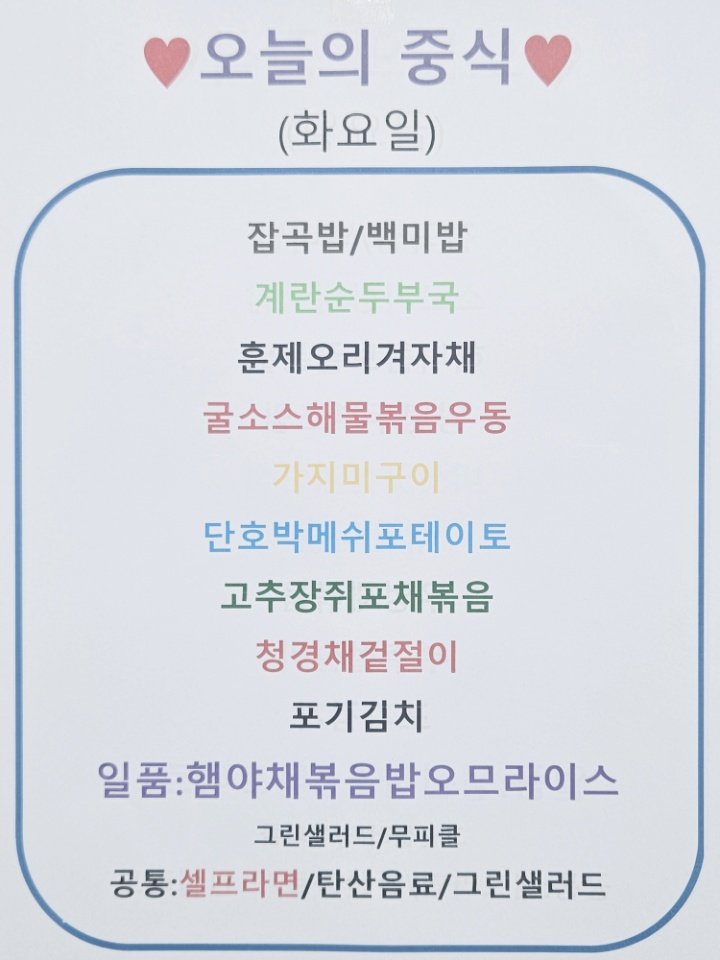 ♥오늘의 중식♥
(화요일)
잡곡밥/백미밥
계란순두부국
훈제오리겨자채
굴소스해물볶음우동
가지미구이
단호박메쉬포테이토
고추장쥐포채볶음
청경채겉절이
포기김치
일품:햄야채볶음밥오므라이스
그린샐러드/무피클
공통:셀프라면/탄산음료/그린샐러드